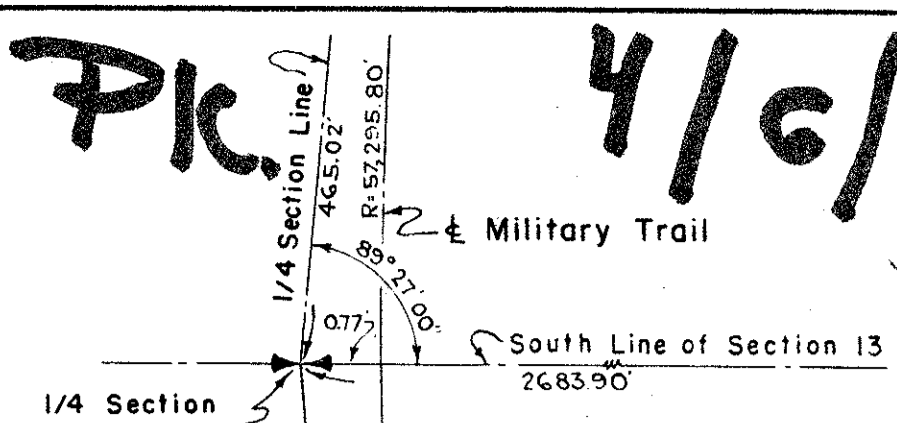 PK. 4/6/
1/4 Section Line
465.02'
R=57,295.80'
℄ Military Trail
89°27'00"
0.77'
South Line of Section 13
2683.90'
1/4 Section